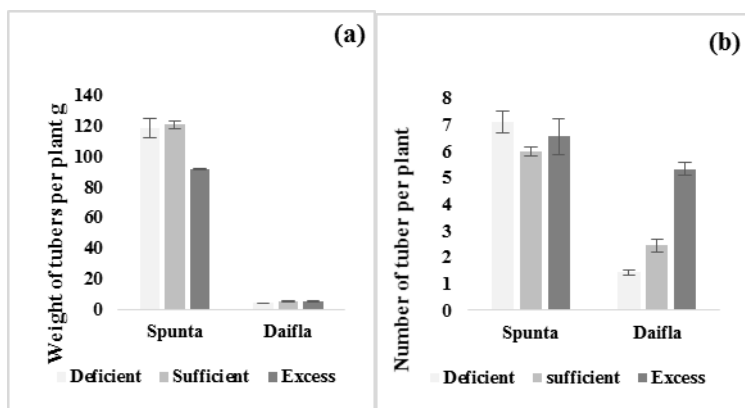 (a)
Weight of tubers per plant g
140
120
100
80
60
40
20
0
Spunta Daifla
Deficient Sufficient Excess
(b)
Number of tuber per plant
8
7
6
5
4
3
2
1
0
Spunta Daifla
Deficient sufficient Excess